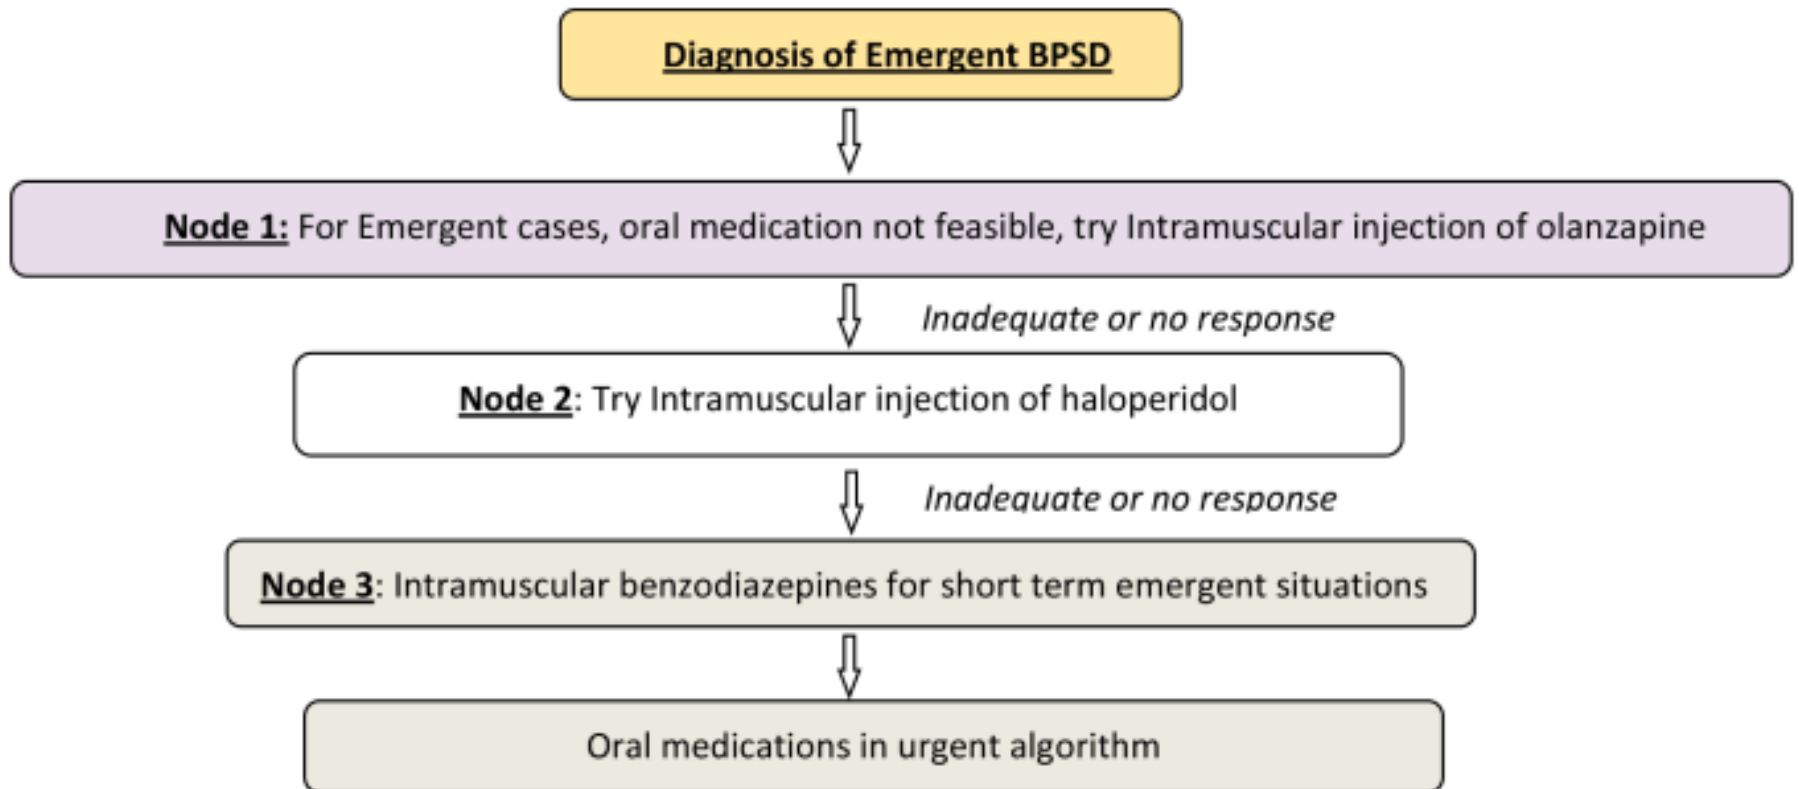 Diagnosis of Emergent BPSD
Node 1: For Emergent cases, oral medication not feasible, try Intramuscular injection of olanzapine
Inadequate or no response
Node 2: Try Intramuscular injection of haloperidol
Inadequate or no response
Node 3: Intramuscular benzodiazepines for short term emergent situations
Oral medications in urgent algorithm